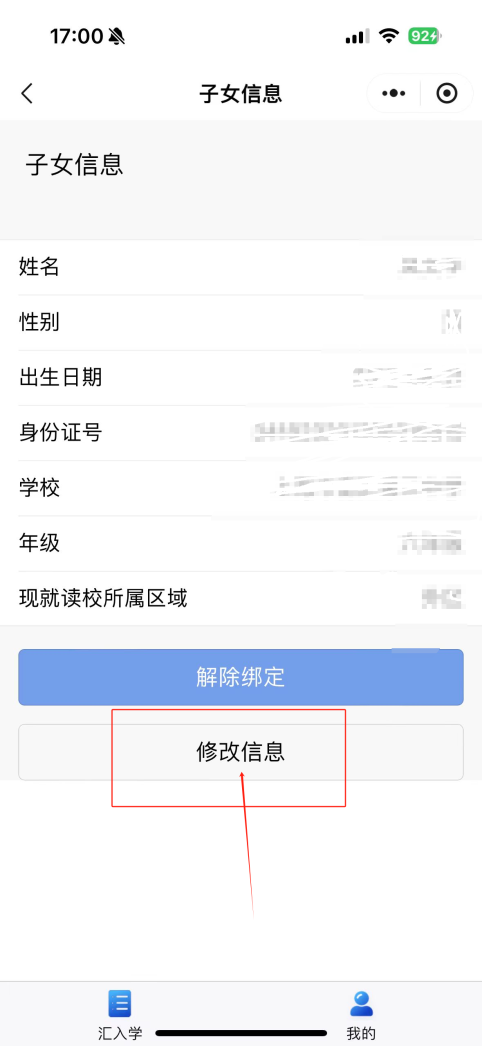 17:00
92
子女信息
子女信息
姓名
性别
出生日期
身份证号
学校
年级
现就读校所属区域
解除绑定
修改信息
汇入学
我的